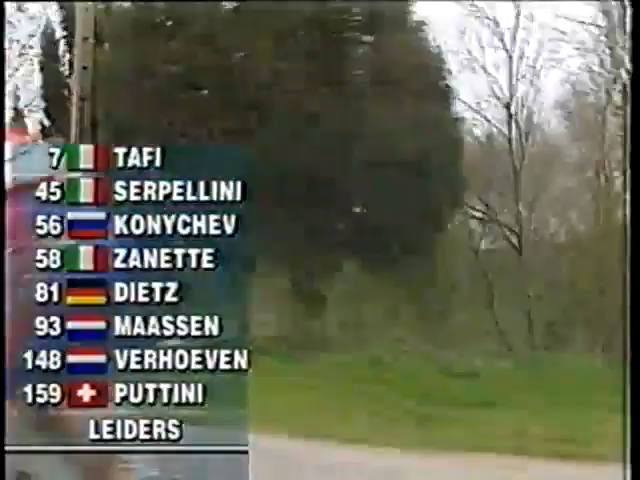 7 TAFI
45 SERPELLINI
56 KONYCHEV
58 ZANETTE
81 DIETZ
93 MAASSEN
148 VERHOEVEN
159 PUTTINI
LEIDERS